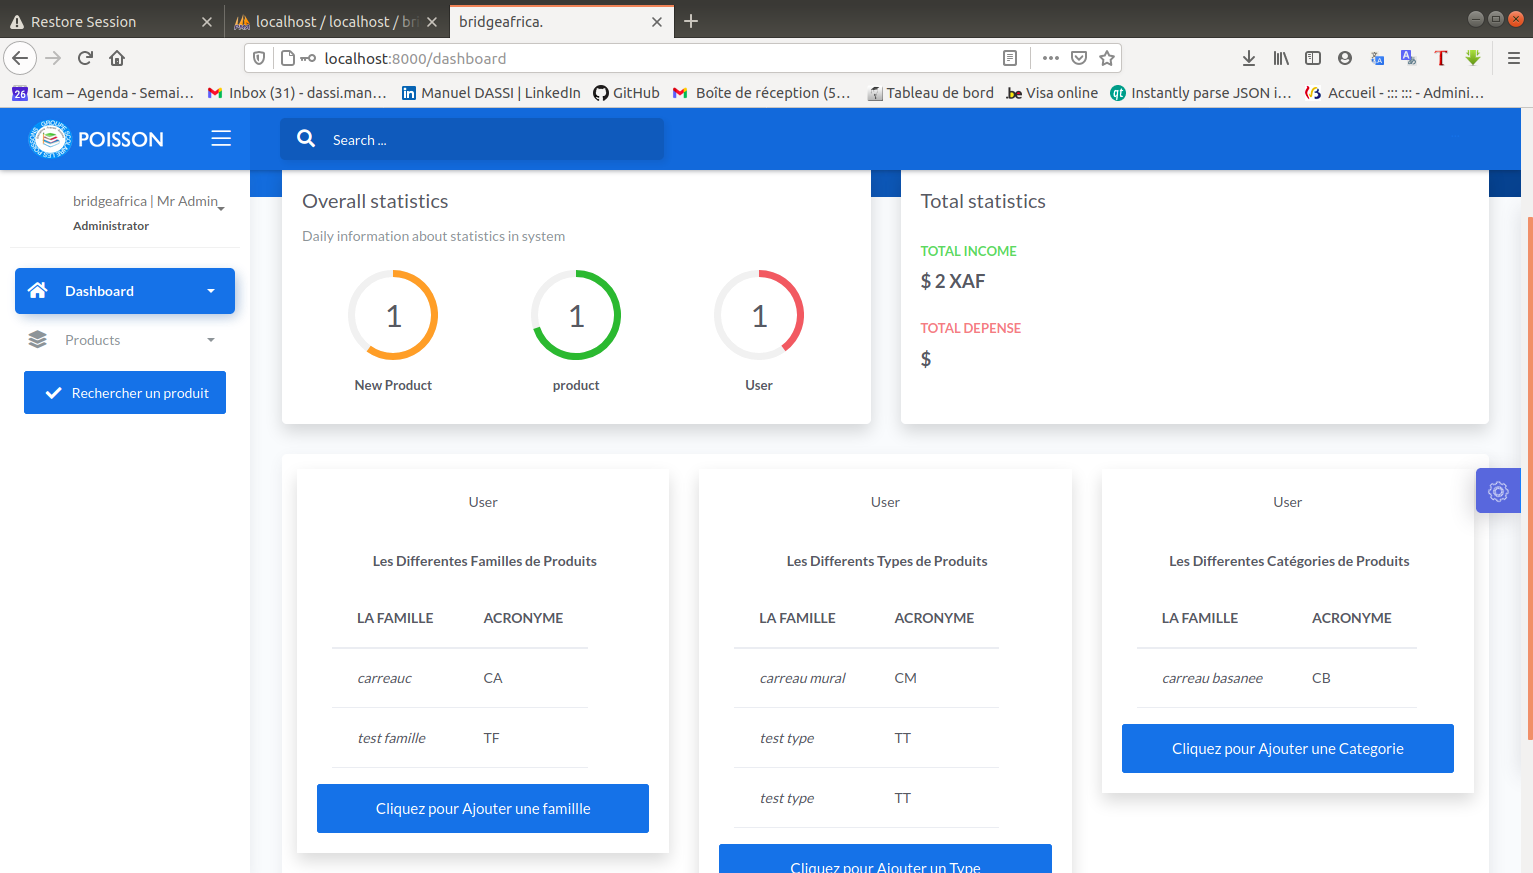 Restore Session
localhost / localhost / bri
bridgeafrica.
localhost:8000/dashboard
26 Icam – Agenda - Semai…
Inbox (31) - dassi.man…
in Manuel DASSI | LinkedIn
GitHub
Boîte de réception (5…
Tableau de bord
.be Visa online
qt Instantly parse JSON i…
Accueil - ::: ::: - Admini…
POISSON
Search ...
bridgeafrica | Mr Admin
Administrator
Dashboard
Products
Rechercher un produit
Overall statistics
Daily information about statistics in system
1
1
1
New Product
product
User
Total statistics
TOTAL INCOME
$ 2 XAF
TOTAL DEPENSE
$
User
Les Differentes Familles de Produits
LA FAMILLE ACRONYME
carreauc CA
test famille TF
Cliquez pour Ajouter une famillle
User
Les Differents Types de Produits
LA FAMILLE ACRONYME
carreau mural CM
test type TT
test type TT
Cliquez pour Ajouter un Type
User
Les Differentes Catégories de Produits
LA FAMILLE ACRONYME
carreau basanee CB
Cliquez pour Ajouter une Categorie